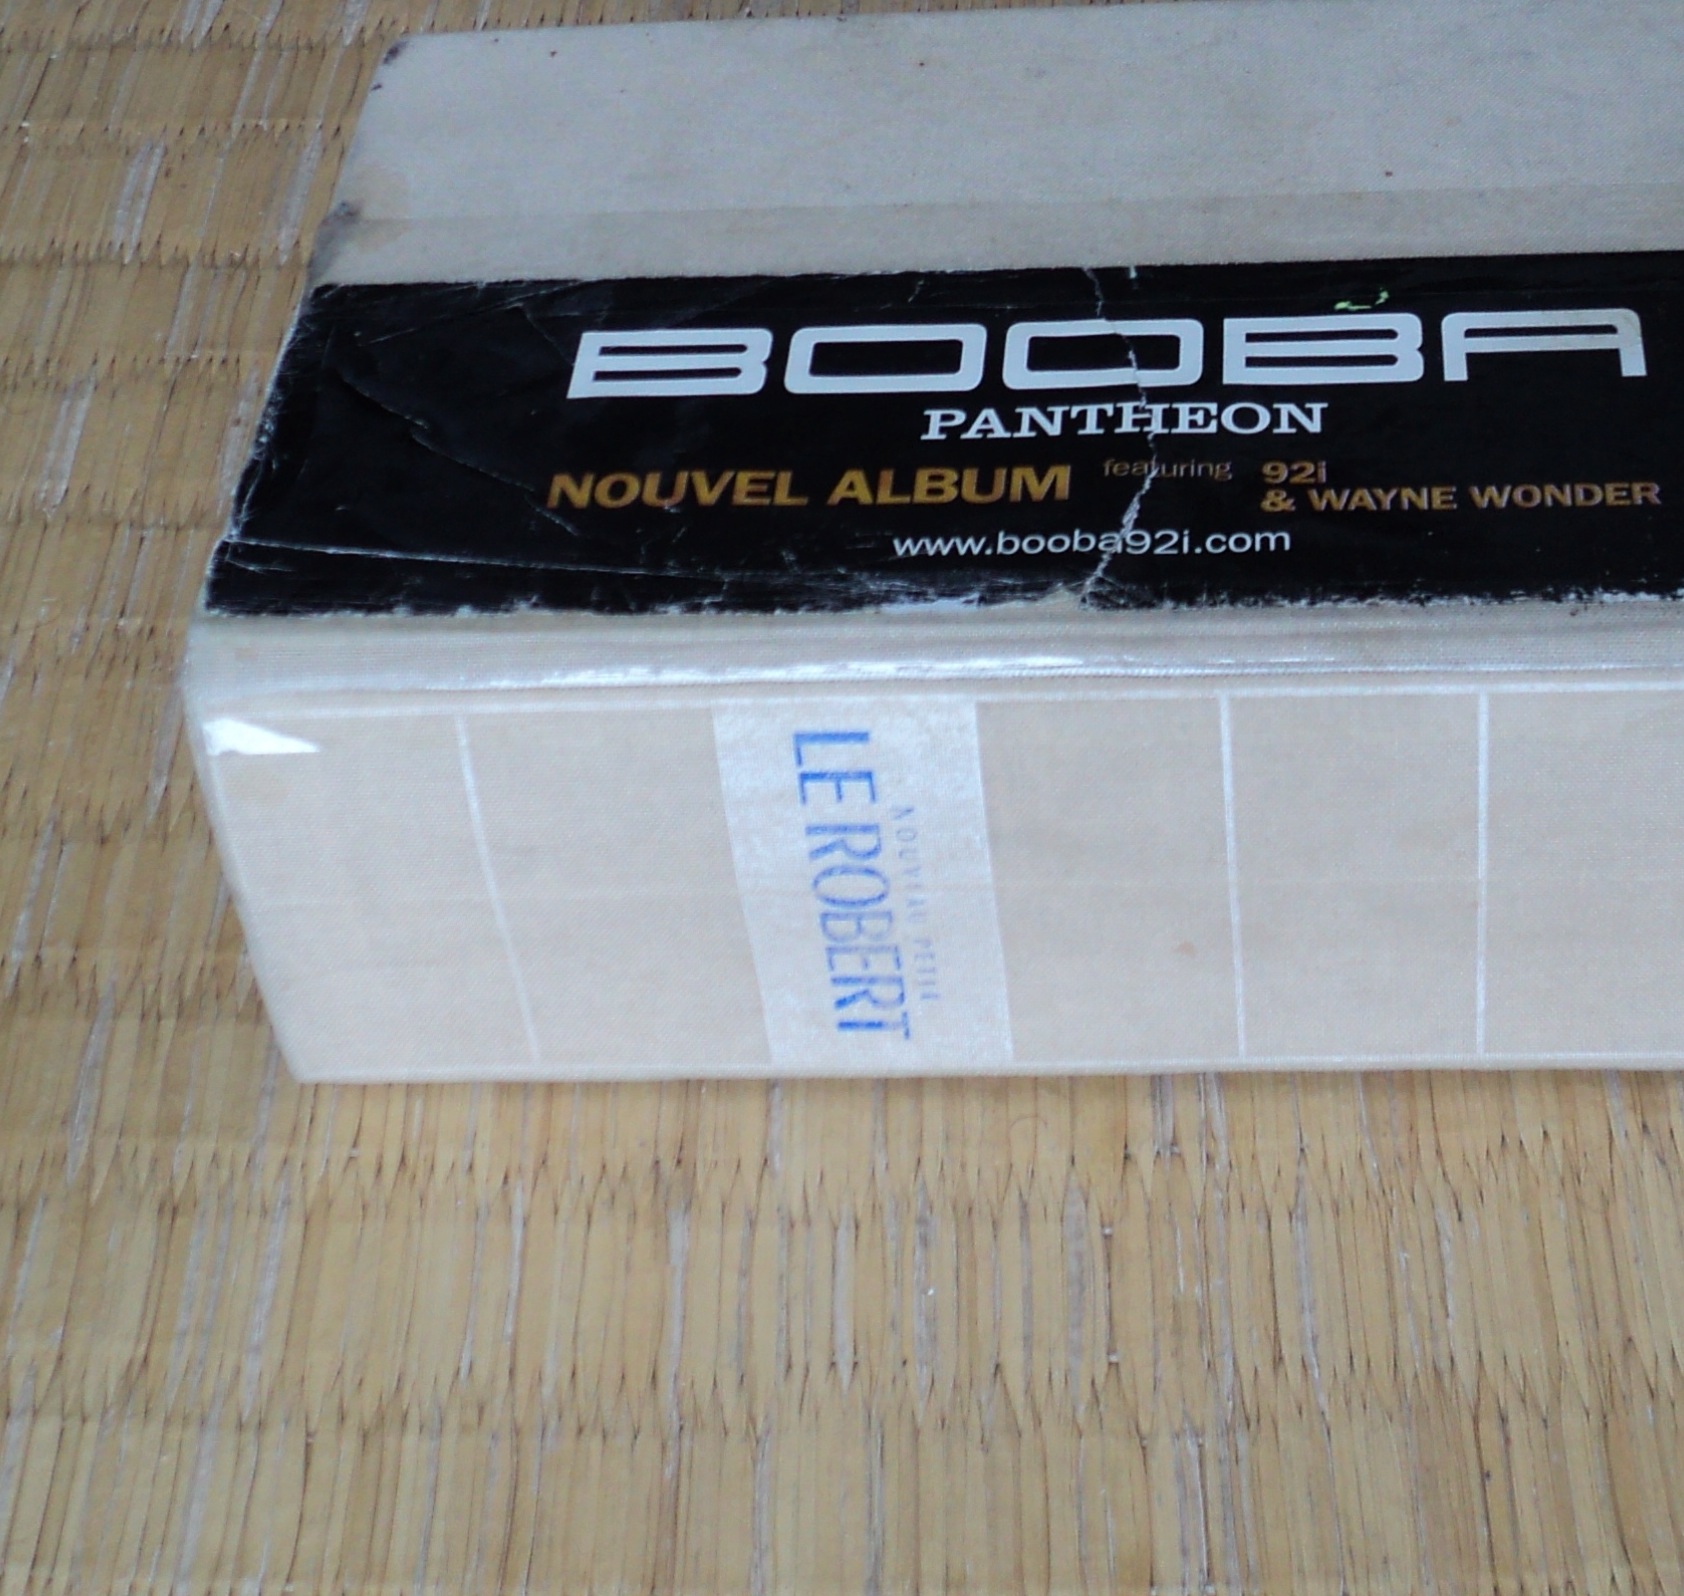 BOOBA
PANTHEON
NOUVEL ALBUM featuring 92i
& WAYNE WONDER
www.booba92i.com
NOUVEAU PETIT
LE ROBERT